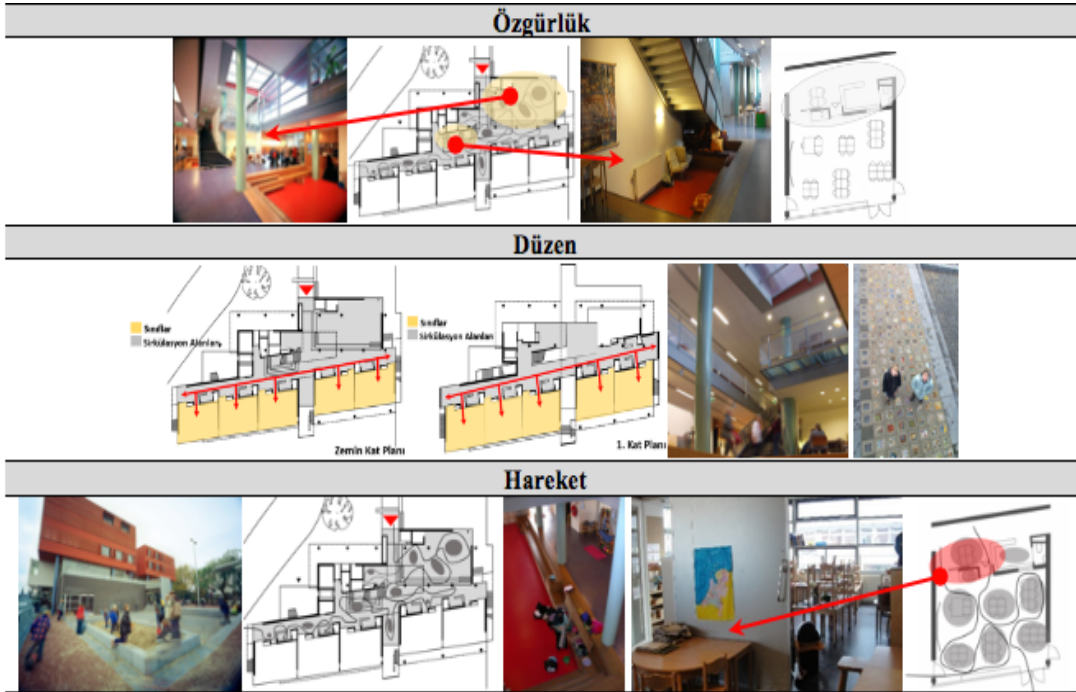 Özgürlük
Düzen
Sınıflar
Sirkülasyon Alanları
Zemin Kat Planı
Sınıflar
Sirkülasyon Alanları
1. Kat Planı
Hareket